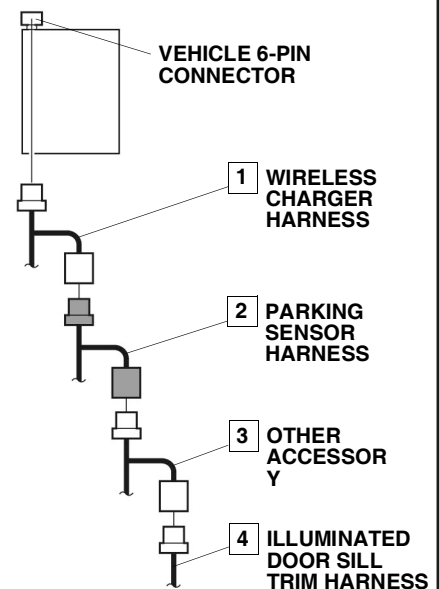 VEHICLE 6-PIN
CONNECTOR
1 WIRELESS
CHARGER
HARNESS
2 PARKING
SENSOR
HARNESS
3 OTHER
ACCESSOR
Y
4 ILLUMINATED
DOOR SILL
TRIM HARNESS